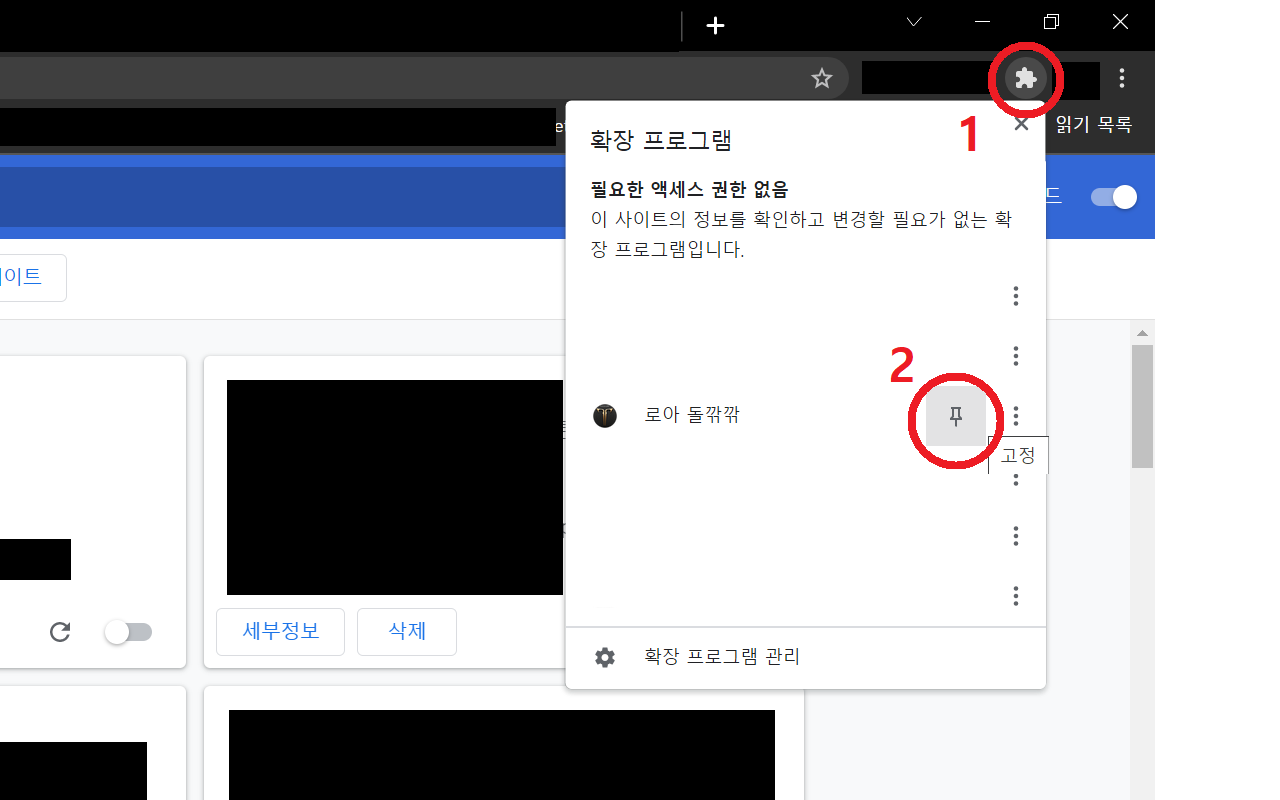 1
읽기 목록
확장 프로그램
필요한 액세스 권한 없음
이 사이트의 정보를 확인하고 변경할 필요가 없는 확
장 프로그램입니다.
드
이트
2
로아 돌깎깎
고정
세부정보
삭제
확장 프로그램 관리